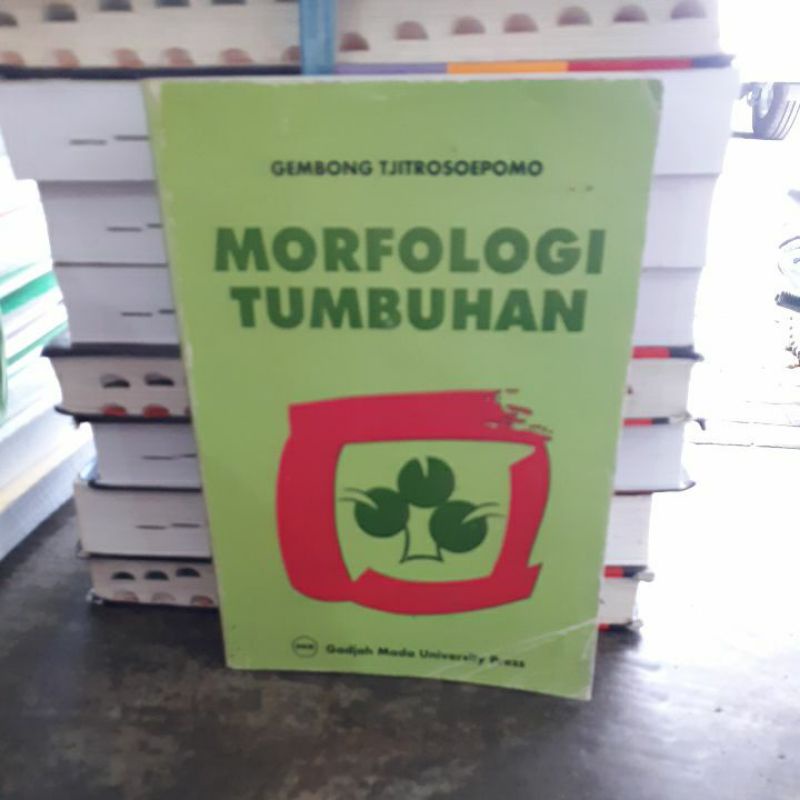 GEMBONG TJITROSOEPOMO
MORFOLOGI
TUMBUHAN
Gadjah Mada University Press